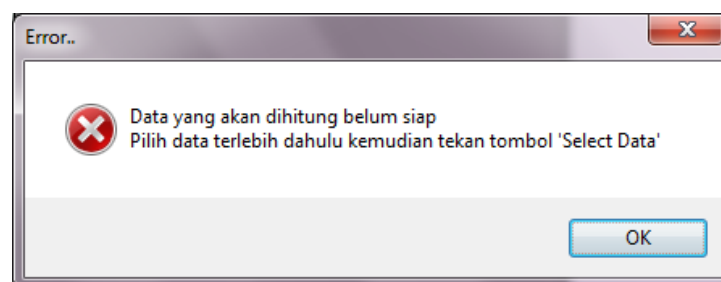 Error..
Data yang akan dihitung belum siap
Pilih data terlebih dahulu kemudian tekan tombol 'Select Data'
OK